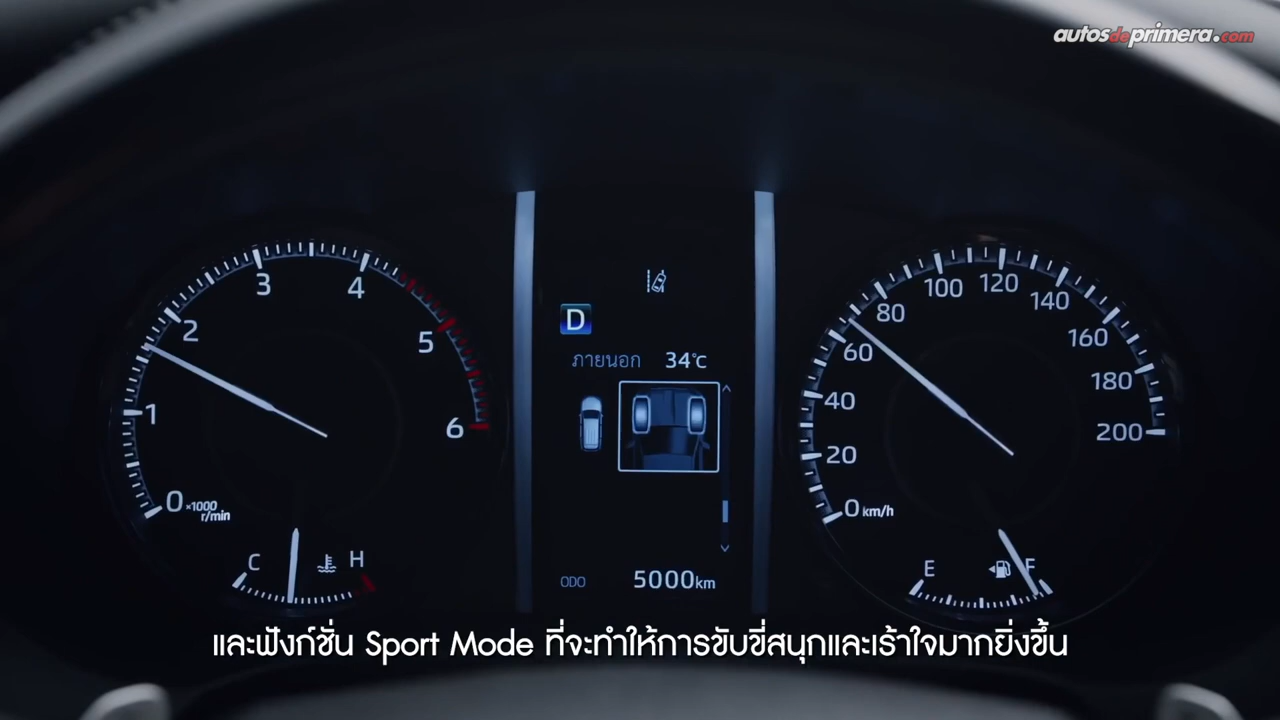 autosdeprimera.com
0 1 2 3 4 5 6
×1000
r/min
C H
D
ภายนอก 34°C
ODO 5000km
0 20 40 60 80 100 120 140 160 180 200
km/h
E F
และฟังก์ชั่น Sport Mode ที่จะทำให้การขับขี่สนุกและเร้าใจมากยิ่งขึ้น